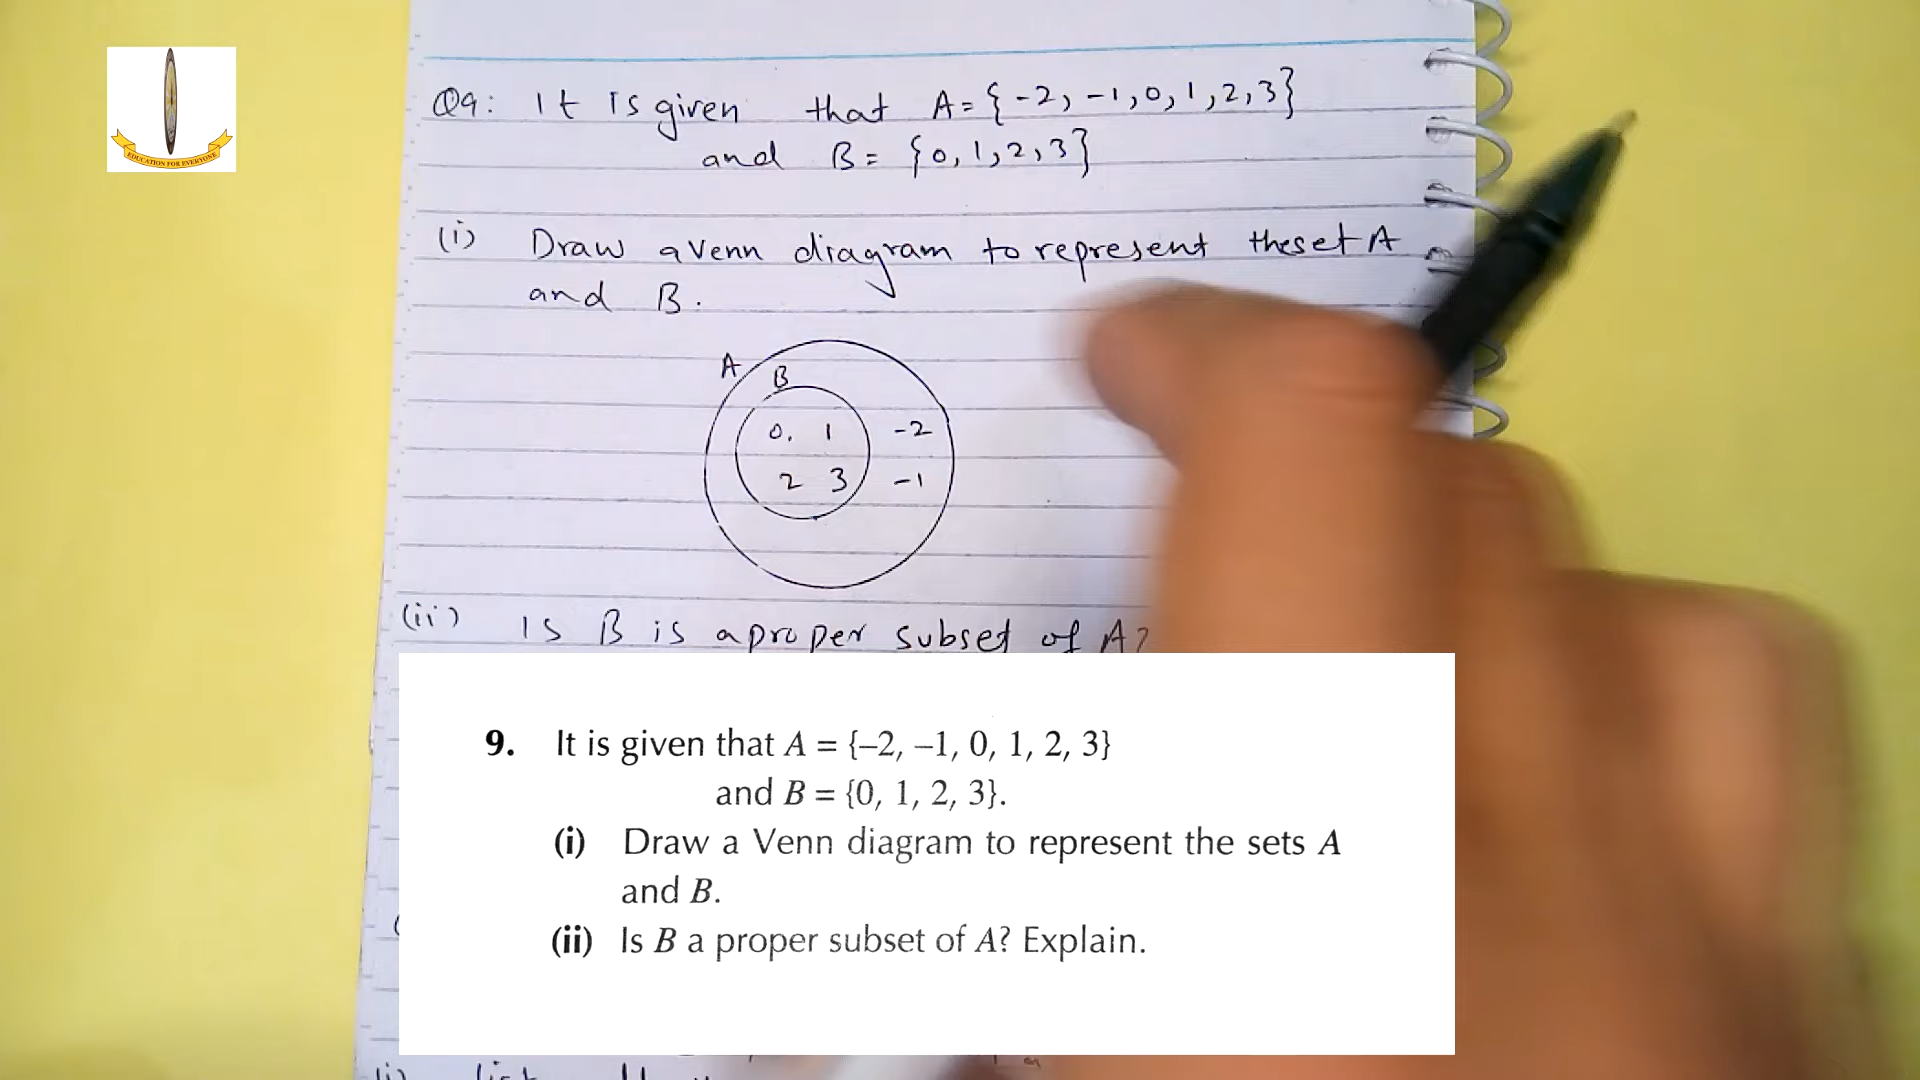 EDUCATION FOR EVERYONE
Q9: It is given that A = {-2, -1, 0, 1, 2, 3}
and B = {0, 1, 2, 3}
(i) Draw a Venn diagram to represent the set A
and B.
A
B
0, 1 -2
2 3 -1
(ii) Is B is a proper subset of A?
9. It is given that A = {–2, –1, 0, 1, 2, 3}
and B = {0, 1, 2, 3}.
(i) Draw a Venn diagram to represent the sets A
and B.
(ii) Is B a proper subset of A? Explain.